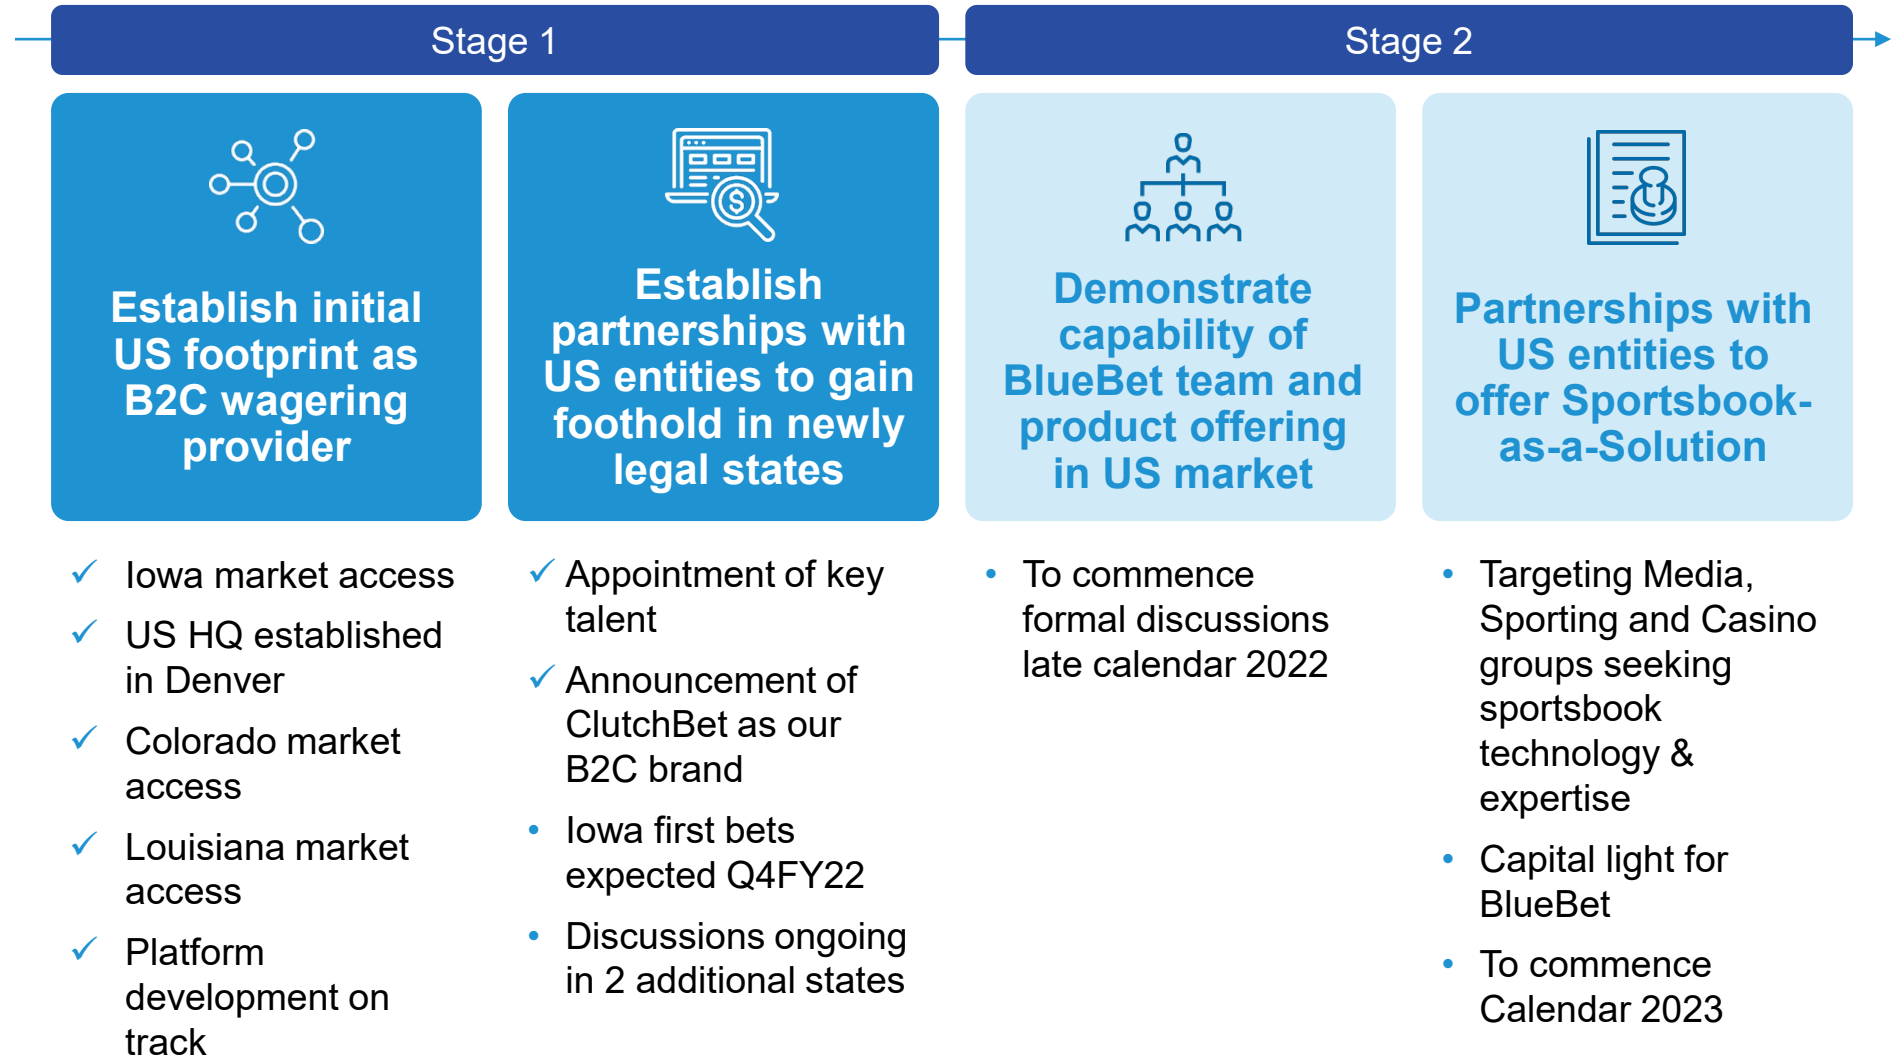 Stage 1
Stage 2
Establish initial
US footprint as
B2C wagering
provider
Establish
partnerships with
US entities to gain
foothold in newly
legal states
Demonstrate
capability of
BlueBet team and
product offering
in US market
Partnerships with
US entities to
offer Sportsbook-
as-a-Solution
✓ Iowa market access
✓ US HQ established
in Denver
✓ Colorado market
access
✓ Louisiana market
access
✓ Platform
development on
track
✓ Appointment of key
talent
✓ Announcement of
ClutchBet as our
B2C brand
• Iowa first bets
expected Q4FY22
• Discussions ongoing
in 2 additional states
• To commence
formal discussions
late calendar 2022
• Targeting Media,
Sporting and Casino
groups seeking
sportsbook
technology &
expertise
• Capital light for
BlueBet
• To commence
Calendar 2023